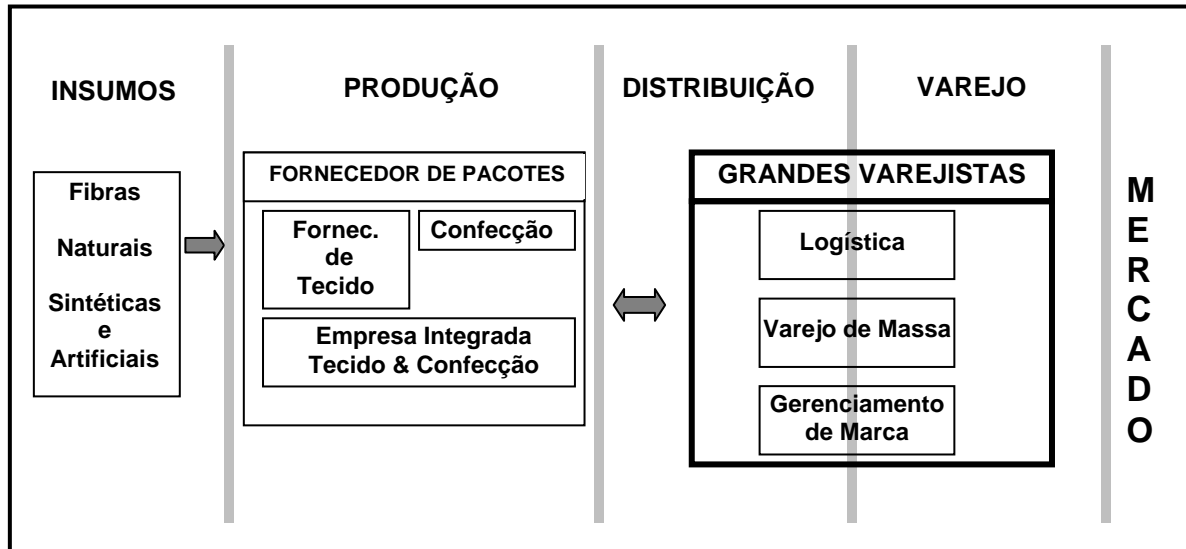 INSUMOS
PRODUÇÃO
DISTRIBUIÇÃO
VAREJO
Fibras
Naturais
Sintéticas
e
Artificiais
FORNECEDOR DE PACOTES
Fornec.
de
Tecido
Confecção
Empresa Integrada
Tecido & Confecção
GRANDES VAREJISTAS
Logística
Varejo de Massa
Gerenciamento
de Marca
M
E
R
C
A
D
O